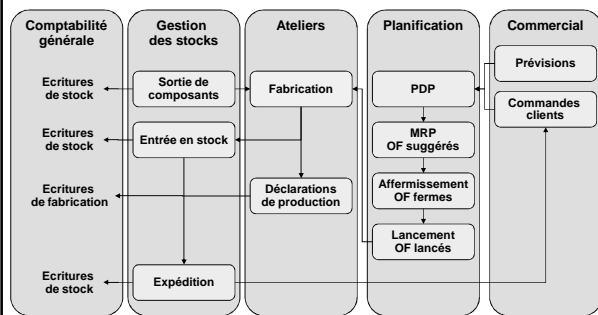 Comptabilité
générale
Gestion
des stocks
Ateliers
Planification
Commercial
Prévisions
Ecritures
de stock
Sortie de
composants
Fabrication
PDP
Commandes
clients
Ecritures
de stock
Entrée en stock
MRP
OF suggérés
Ecritures
de fabrication
Déclarations
de production
Affermissement
OF fermes
Lancement
OF lancés
Ecritures
de stock
Expédition